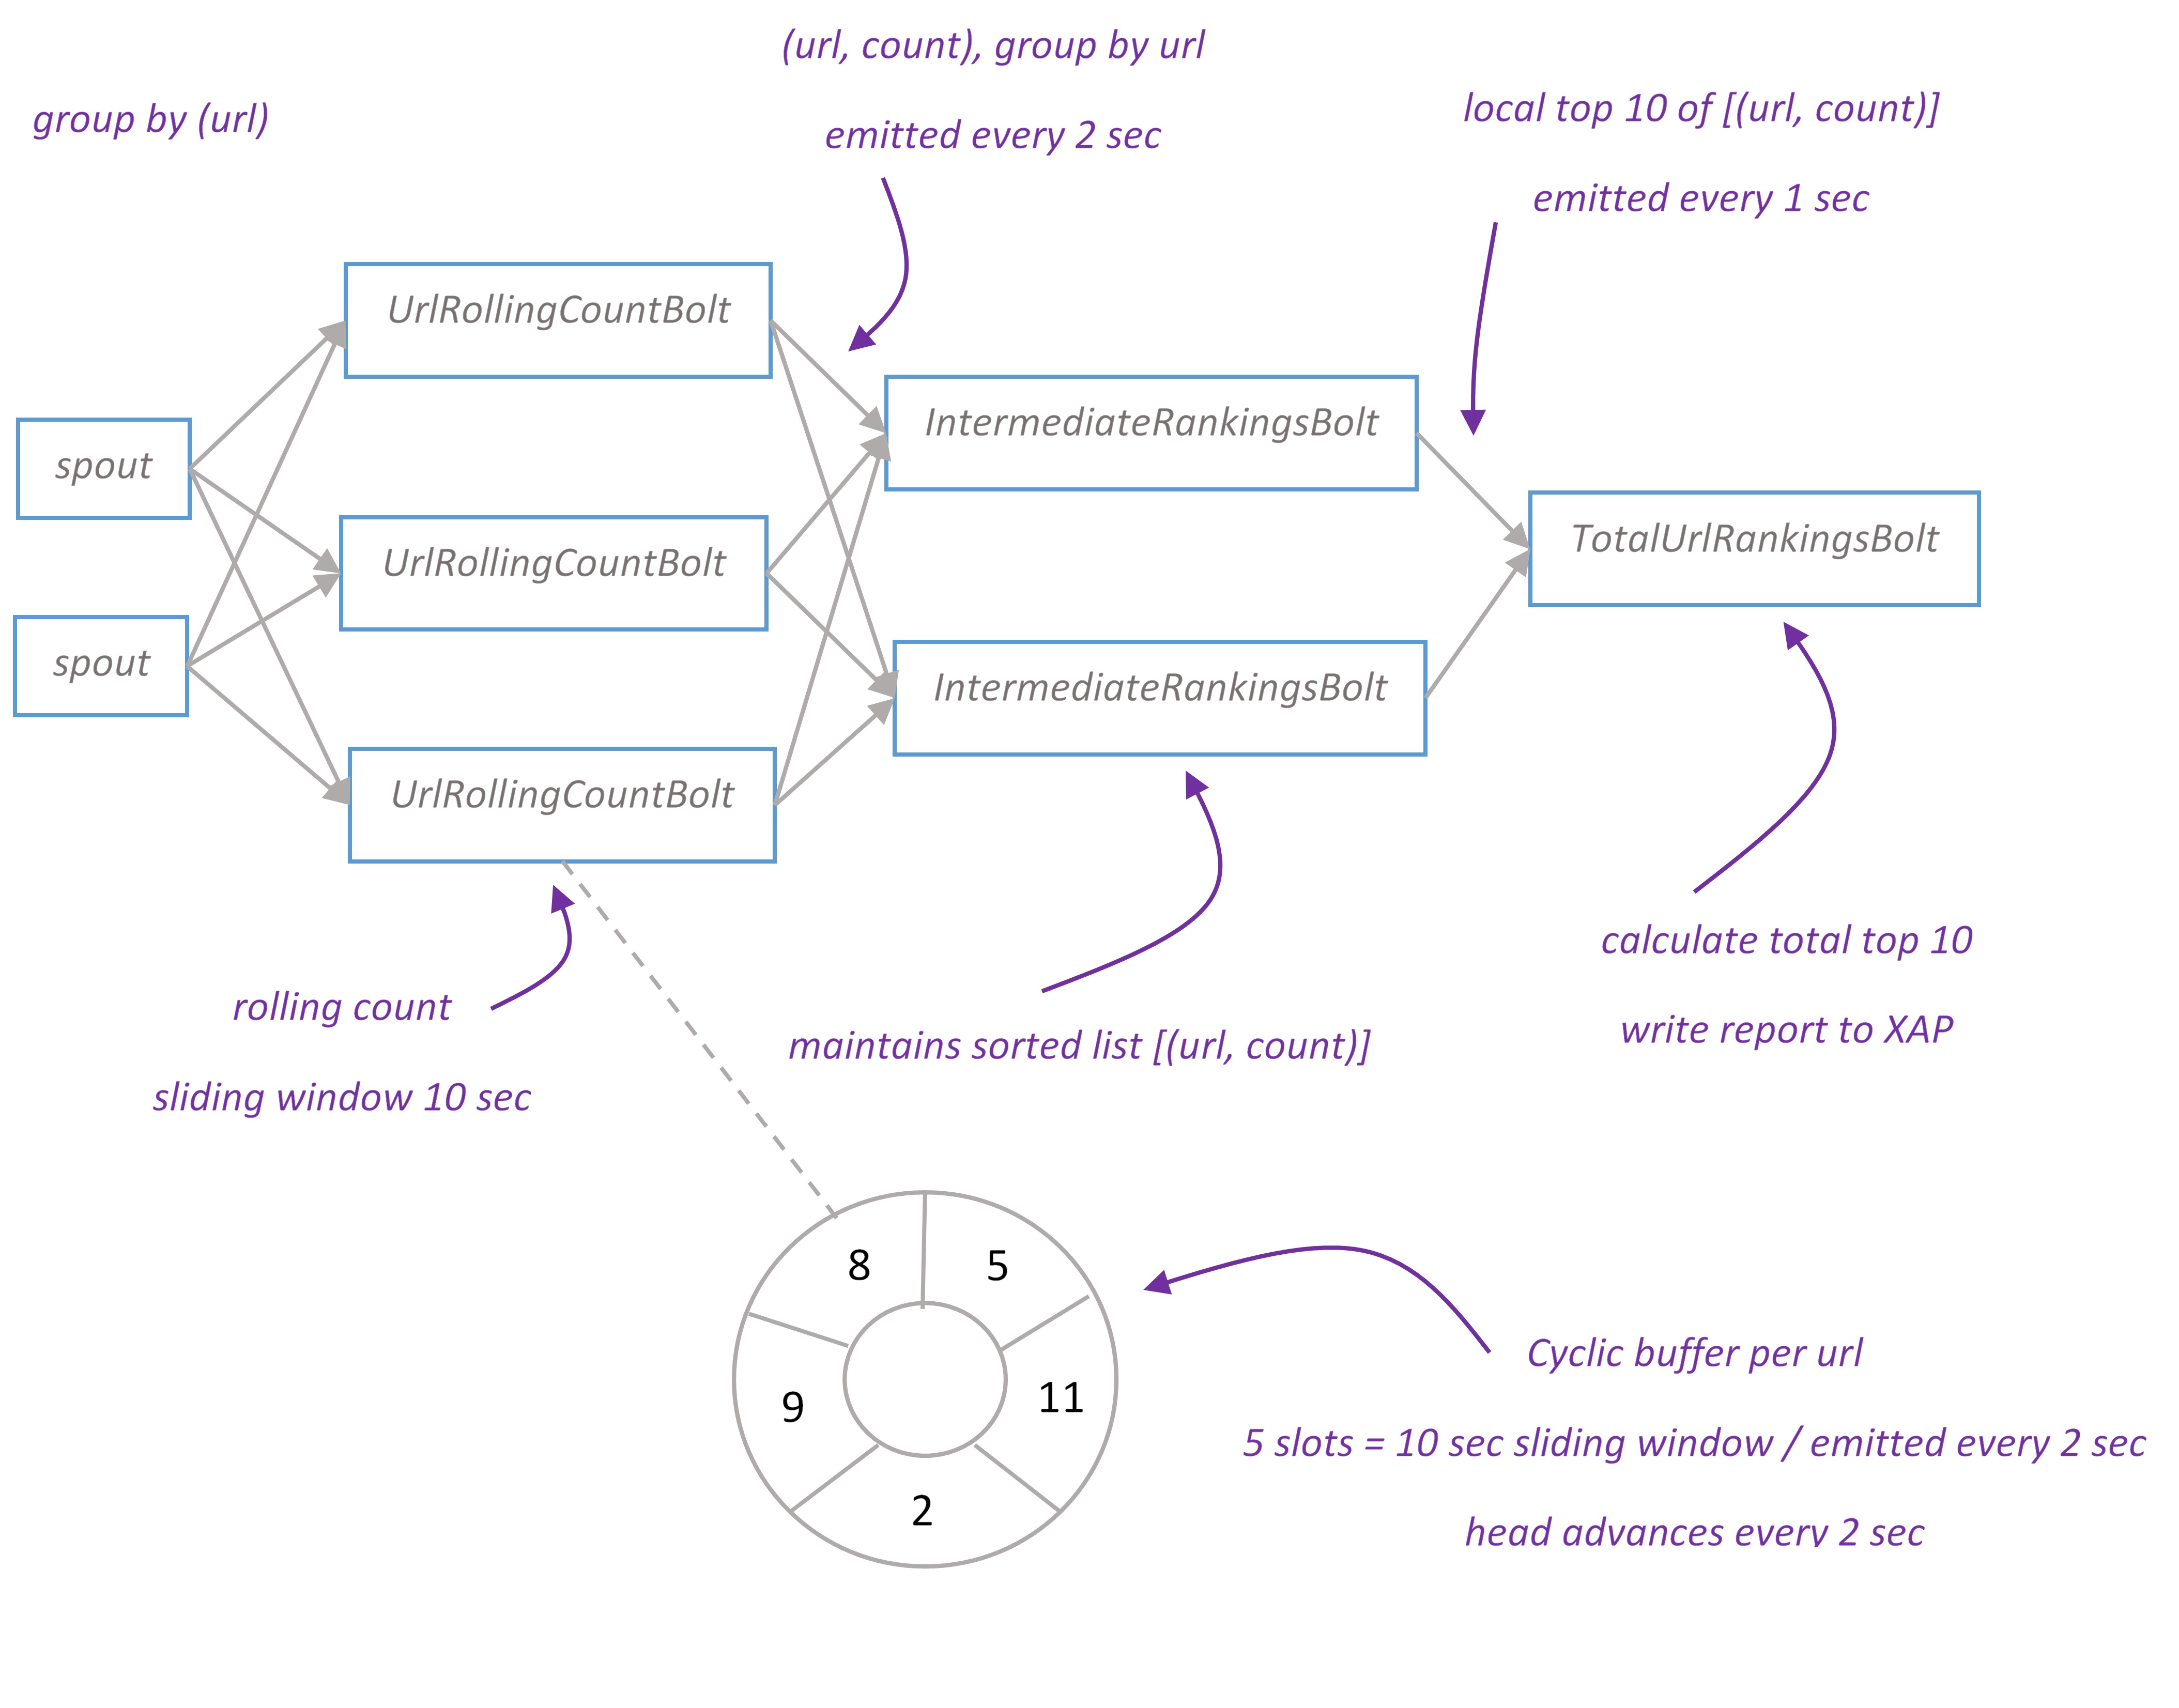 (url, count), group by url
group by (url)
emitted every 2 sec
local top 10 of [(url, count)]
emitted every 1 sec
UrlRollingCountBolt
IntermediateRankingsBolt
spout
TotalUrlRankingsBolt
UrlRollingCountBolt
spout
IntermediateRankingsBolt
UrlRollingCountBolt
calculate total top 10
write report to XAP
rolling count
sliding window 10 sec
maintains sorted list [(url, count)]
8
5
9
11
2
Cyclic buffer per url
5 slots = 10 sec sliding window / emitted every 2 sec
head advances every 2 sec